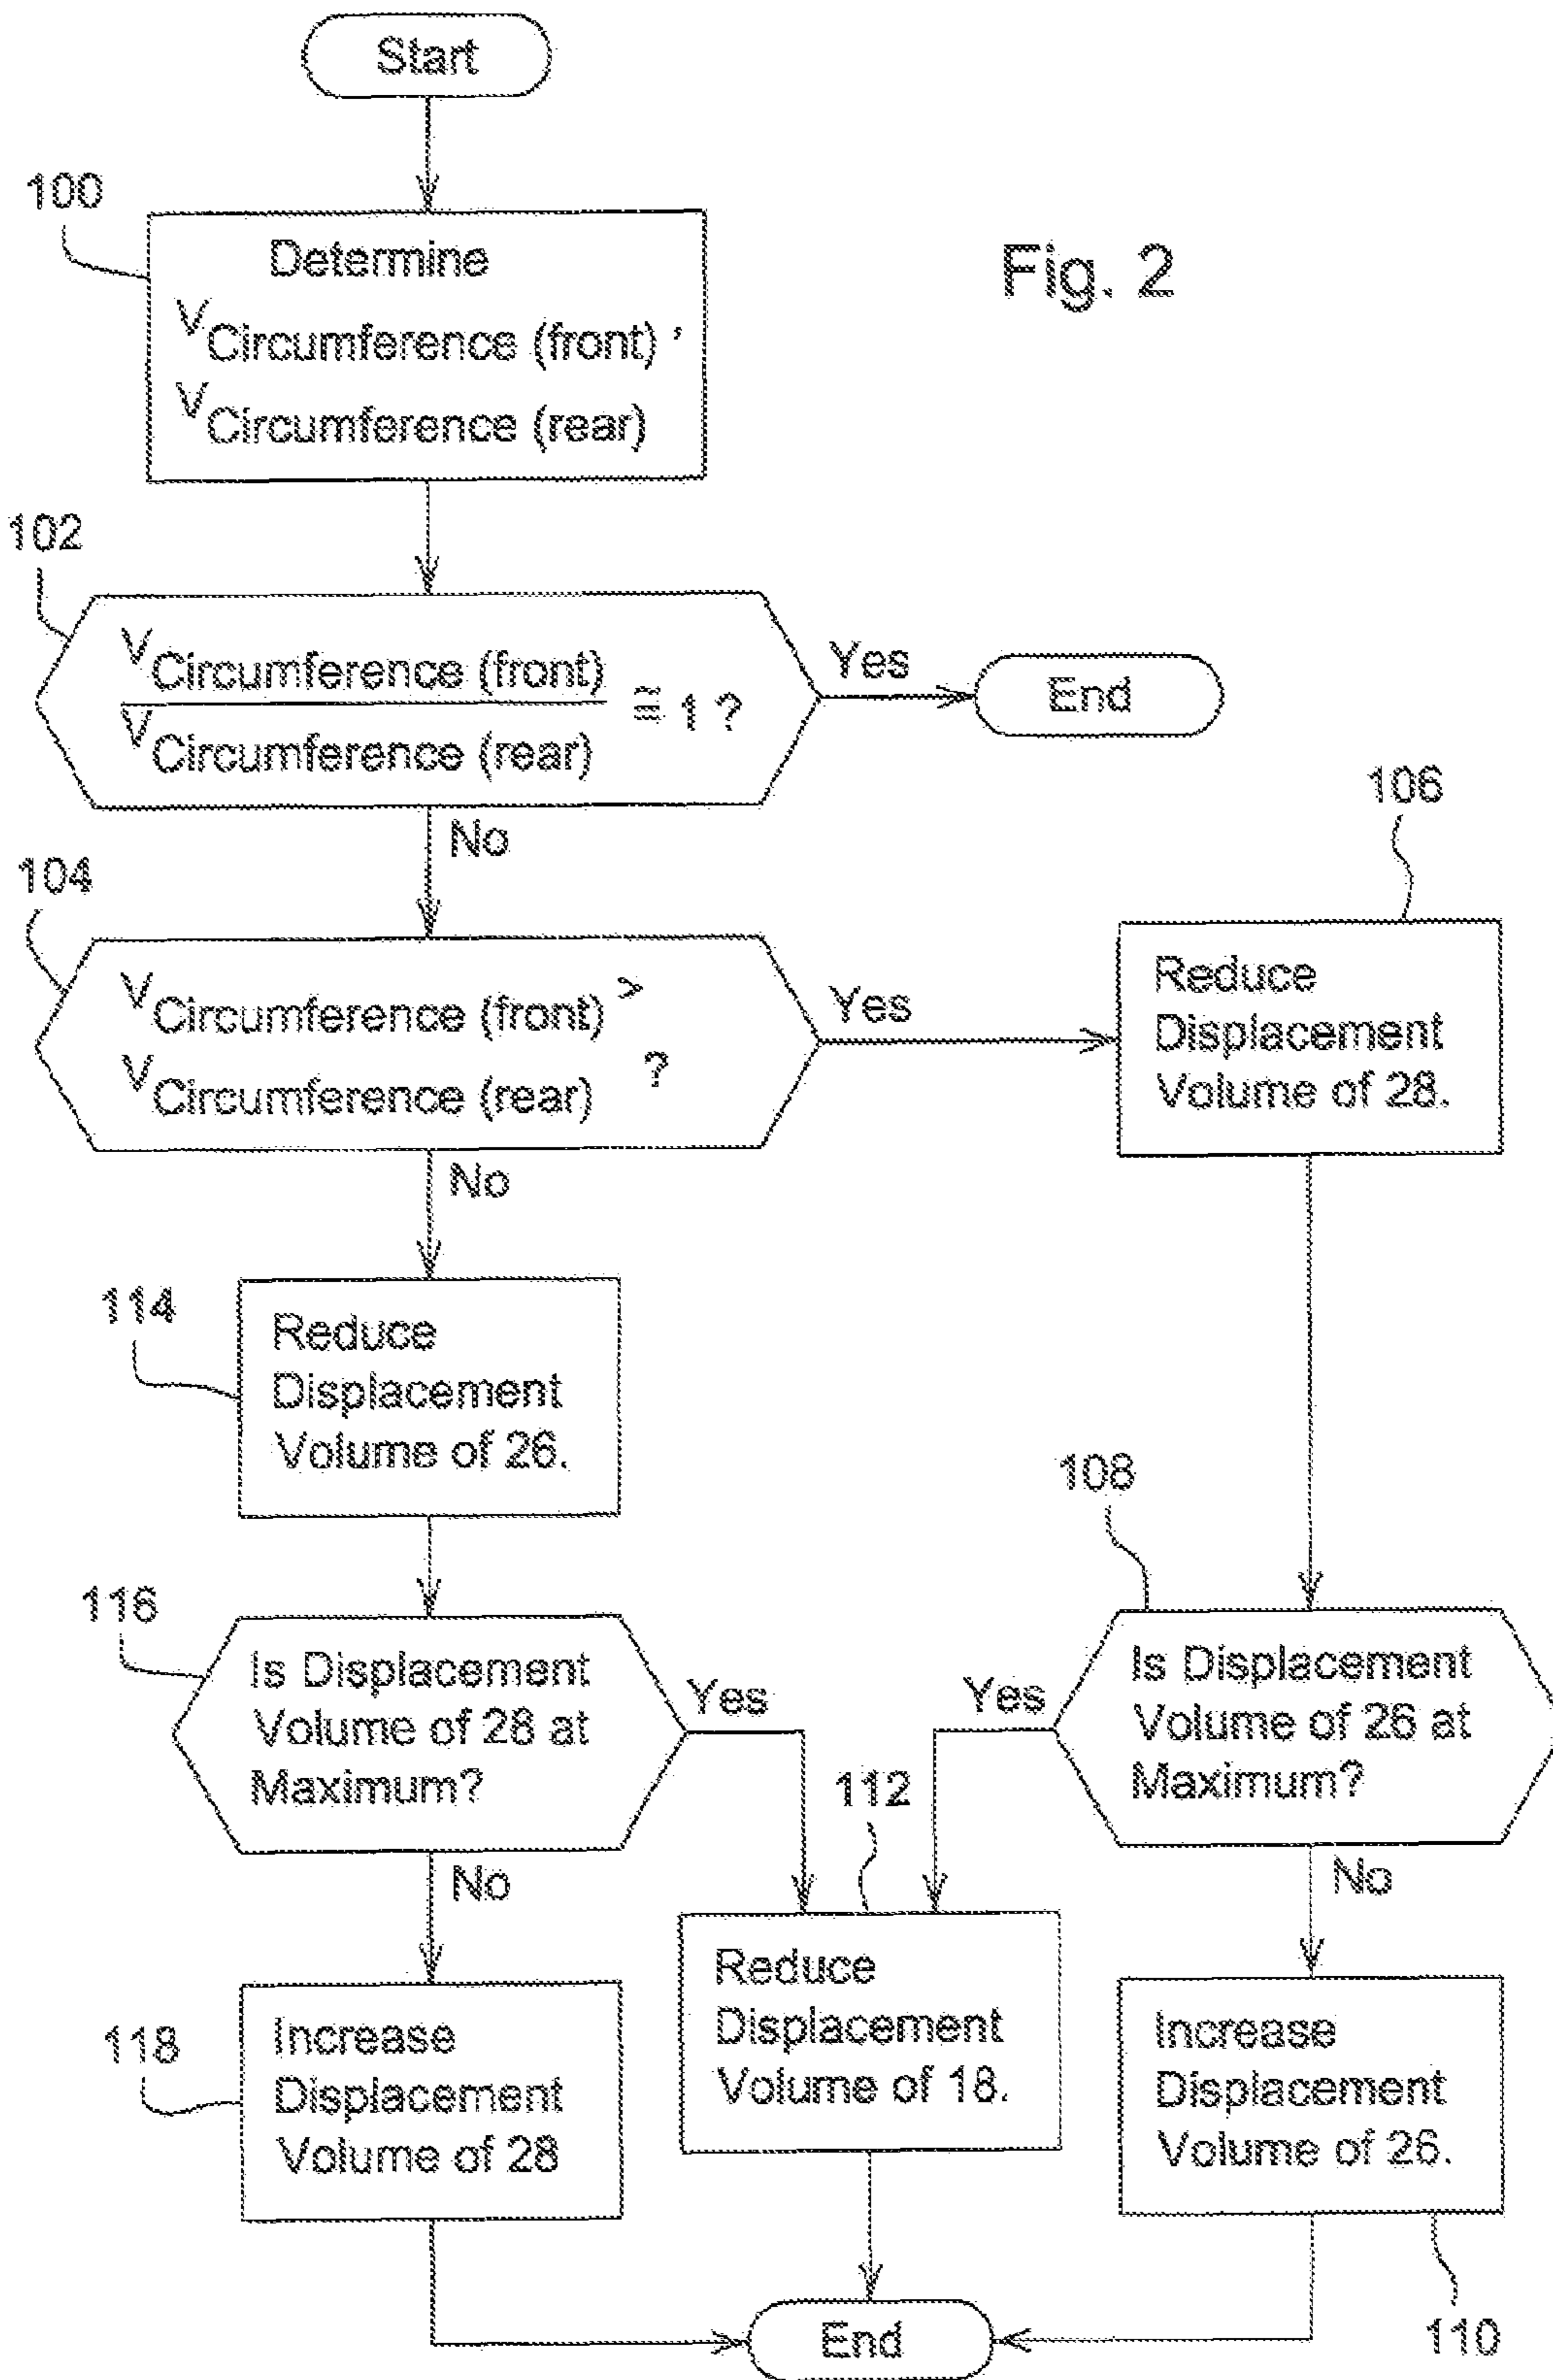 Start
100
Determine
VCircumference (front) ,
VCircumference (rear)
Fig. 2
102
VCircumference (front)
VCircumference (rear)
≅ 1 ?
Yes
End
No
104
VCircumference (front) >
VCircumference (rear) ?
Yes
106
Reduce
Displacement
Volume of 28.
No
114
Reduce
Displacement
Volume of 26.
116
Is Displacement
Volume of 28 at
Maximum?
Yes
108
Is Displacement
Volume of 26 at
Maximum?
Yes
112
No
Reduce
Displacement
Volume of 18.
No
118
Increase
Displacement
Volume of 28
Increase
Displacement
Volume of 26.
110
End